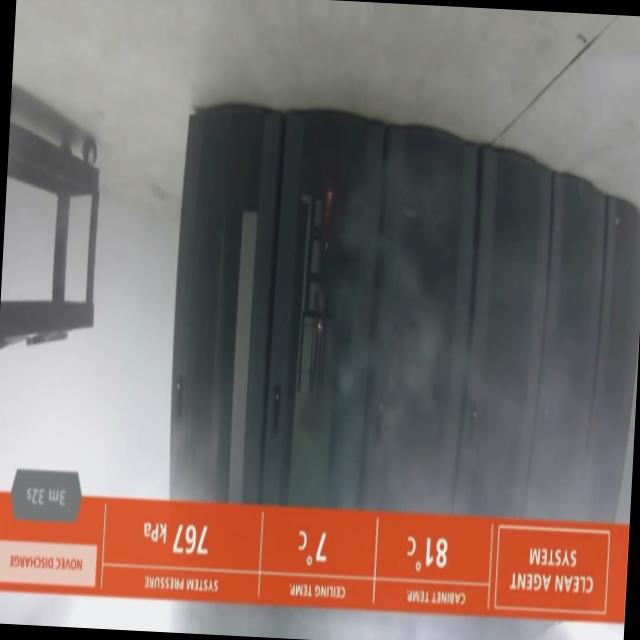 CLEAN AGENT
SYSTEM
CABINET TEMP.
81°C
CEILING TEMP.
7°C
SYSTEM PRESSURE
767 kPa
NOVEC DISCHARGE
3m 32s